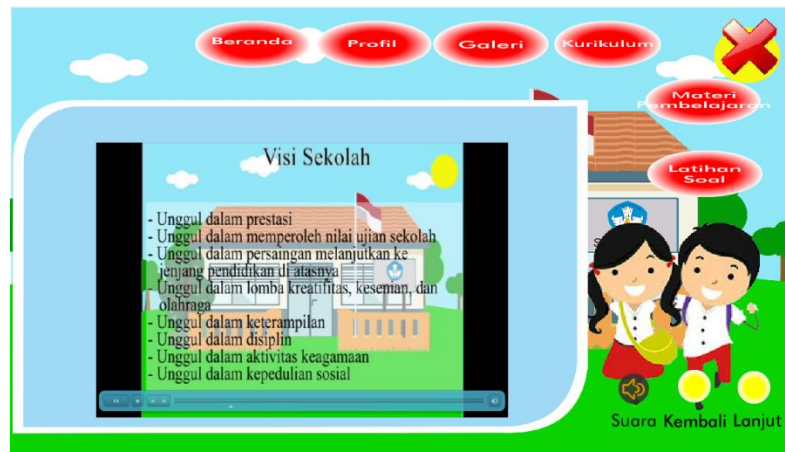 Beranda
Profil
Galeri
Kurikulum
Materi
Pembelajaran
Latihan
Soal
Visi Sekolah
- Unggul dalam prestasi
- Unggul dalam memperoleh nilai ujian sekolah
- Unggul dalam persaingan melanjutkan ke
jenjang pendidikan di atasnya
- Unggul dalam lomba kreatifitas, kesenian, dan
olahraga
- Unggul dalam keterampilan
- Unggul dalam disiplin
- Unggul dalam aktivitas keagamaan
- Unggul dalam kepedulian sosial
Suara Kembali Lanjut